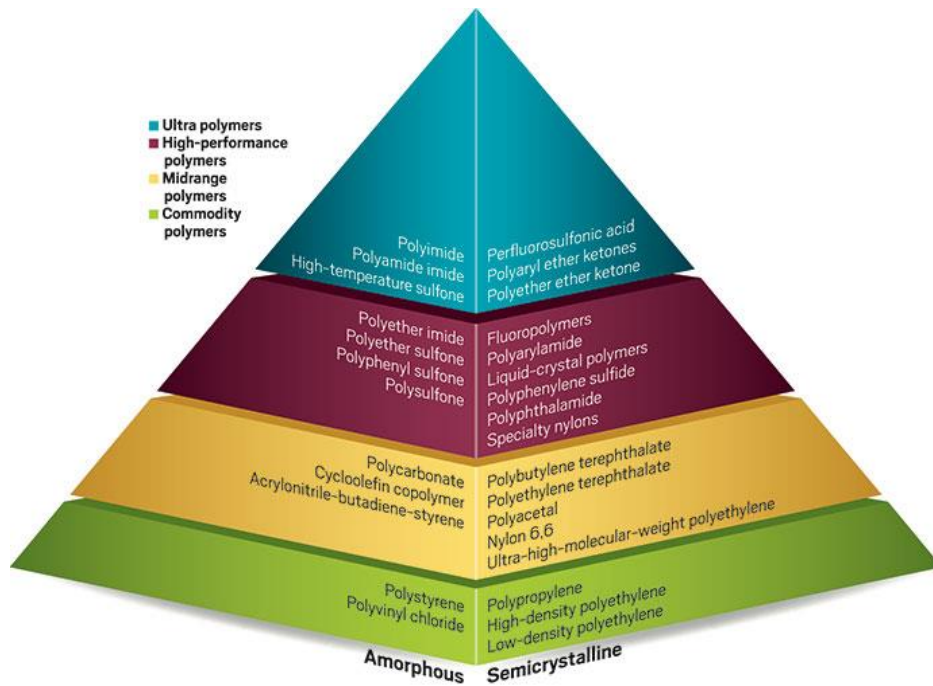 Ultra polymers
High-performance
polymers
Midrange
polymers
Commodity
polymers
Polyimide
Polyamide imide
High-temperature sulfone
Perfluorosulfonic acid
Polyaryl ether ketones
Polyether ether ketone
Polyether imide
Polyether sulfone
Polyphenyl sulfone
Polysulfone
Fluoropolymers
Polyarylamide
Liquid-crystal polymers
Polyphenylene sulfide
Polyphthalamide
Specialty nylons
Polycarbonate
Cycloolefin copolymer
Acrylonitrile-butadiene-styrene
Polybutylene terephthalate
Polyethylene terephthalate
Polyacetal
Nylon 6,6
Ultra-high-molecular-weight polyethylene
Polystyrene
Polyvinyl chloride
Polypropylene
High-density polyethylene
Low-density polyethylene
Amorphous
Semicrystalline